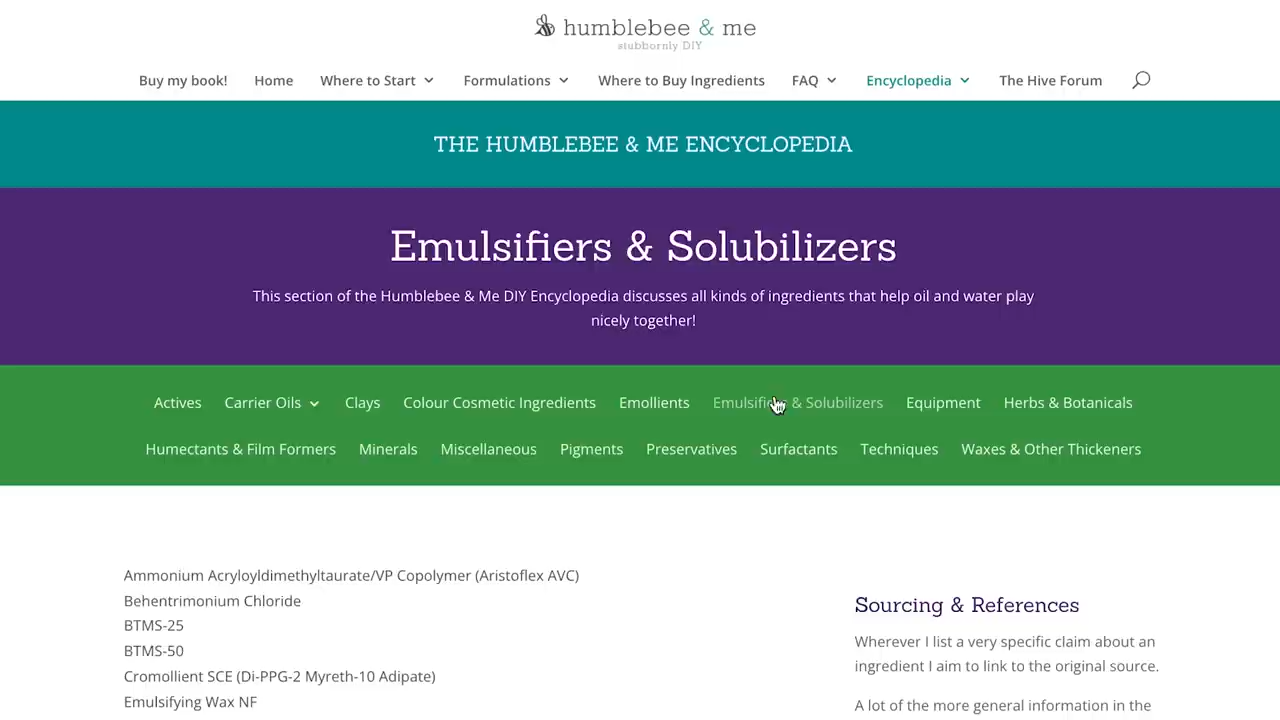 humblebee & me
stubbornly DIY
Buy my book! Home Where to Start Formulations Where to Buy Ingredients FAQ Encyclopedia The Hive Forum
THE HUMBLEBEE & ME ENCYCLOPEDIA
Emulsifiers & Solubilizers
This section of the Humblebee & Me DIY Encyclopedia discusses all kinds of ingredients that help oil and water play
nicely together!
Actives Carrier Oils Clays Colour Cosmetic Ingredients Emollients Emulsifiers & Solubilizers Equipment Herbs & Botanicals
Humectants & Film Formers Minerals Miscellaneous Pigments Preservatives Surfactants Techniques Waxes & Other Thickeners
Ammonium Acryloyldimethyltaurate/VP Copolymer (Aristoflex AVC)
Behentrimonium Chloride
BTMS-25
BTMS-50
Cromollient SCE (Di-PPG-2 Myreth-10 Adipate)
Emulsifying Wax NF
Sourcing & References
Wherever I list a very specific claim about an
ingredient I aim to link to the original source.
A lot of the more general information in the